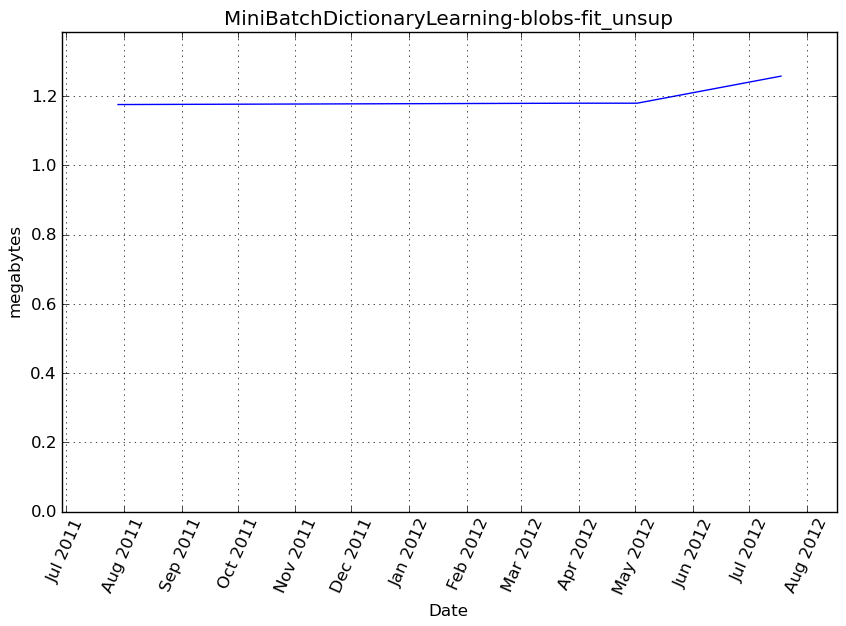 MiniBatchDictionaryLearning-blobs-fit_unsup
1.2
1.0
0.8
0.6
0.4
0.2
0.0
megabytes
Jul 2011
Aug 2011
Sep 2011
Oct 2011
Nov 2011
Dec 2011
Jan 2012
Feb 2012
Mar 2012
Apr 2012
May 2012
Jun 2012
Jul 2012
Aug 2012
Date